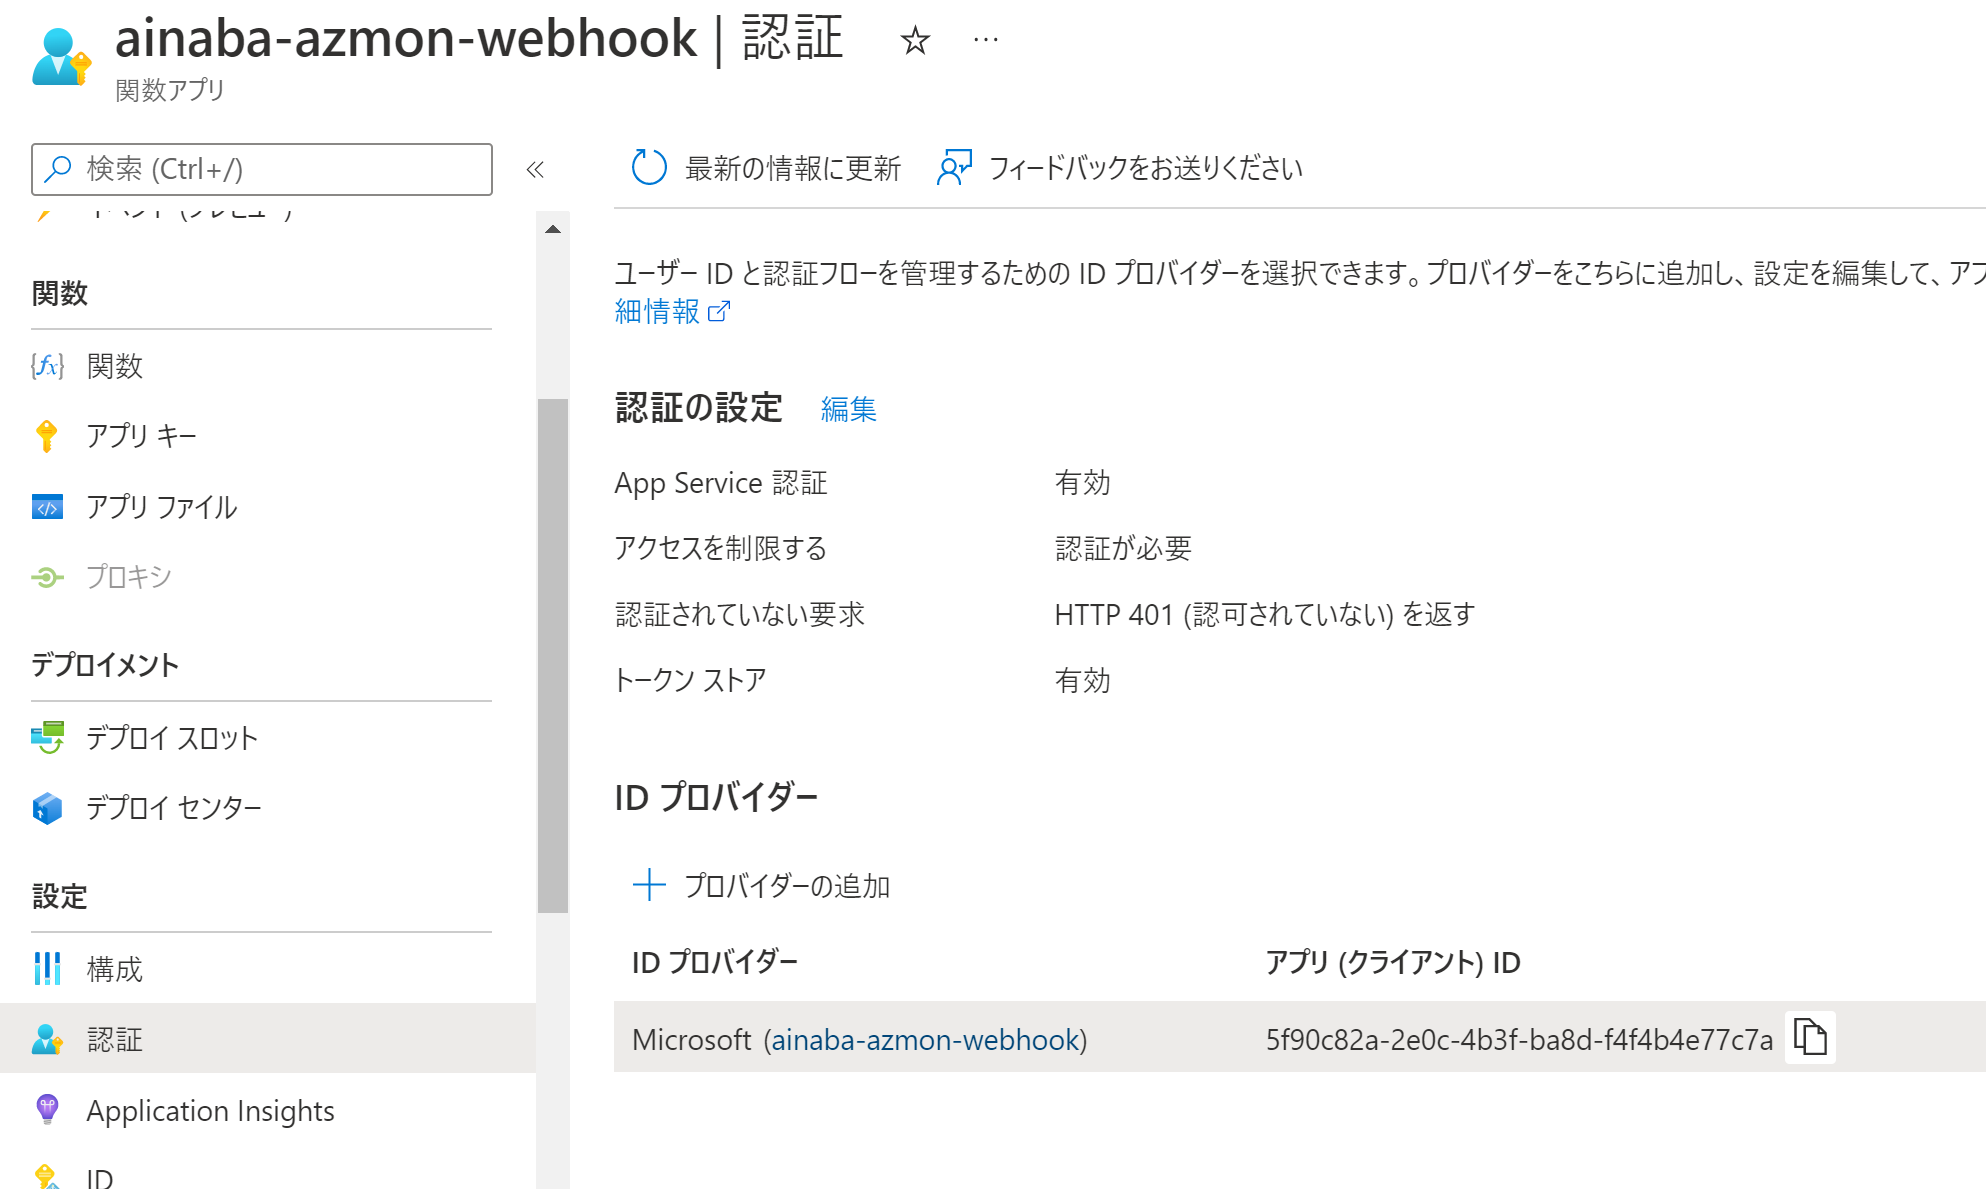 ainaba-azmon-webhook | 認証
関数アプリ
検索 (Ctrl+/)
イベント (プレビュー)
関数
関数
アプリ キー
アプリ ファイル
プロキシ
デプロイメント
デプロイ スロット
デプロイ センター
設定
構成
認証
Application Insights
ID
最新の情報に更新
フィードバックをお送りください
ユーザー ID と認証フローを管理するための ID プロバイダーを選択できます。プロバイダーをこちらに追加し、設定を編集して、アプ
細情報
認証の設定 編集
App Service 認証 有効
アクセスを制限する 認証が必要
認証されていない要求 HTTP 401 (認可されていない) を返す
トークン ストア 有効
ID プロバイダー
プロバイダーの追加
ID プロバイダー アプリ (クライアント) ID
Microsoft (ainaba-azmon-webhook) 5f90c82a-2e0c-4b3f-ba8d-f4f4b4e77c7a